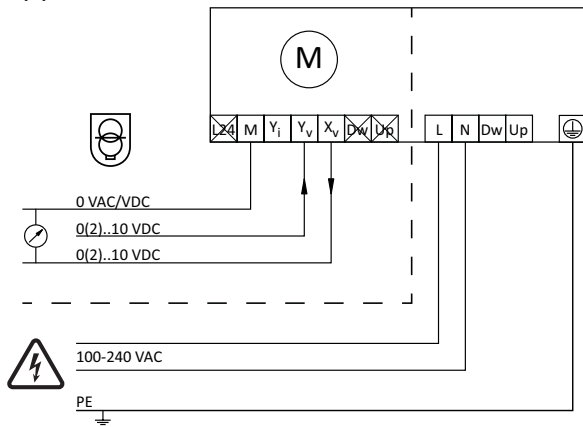 M
L24 M Yi Yv Xv Dw Up L N Dw Up
0 VAC/VDC
0(2)..10 VDC
0(2)..10 VDC
100-240 VAC
PE